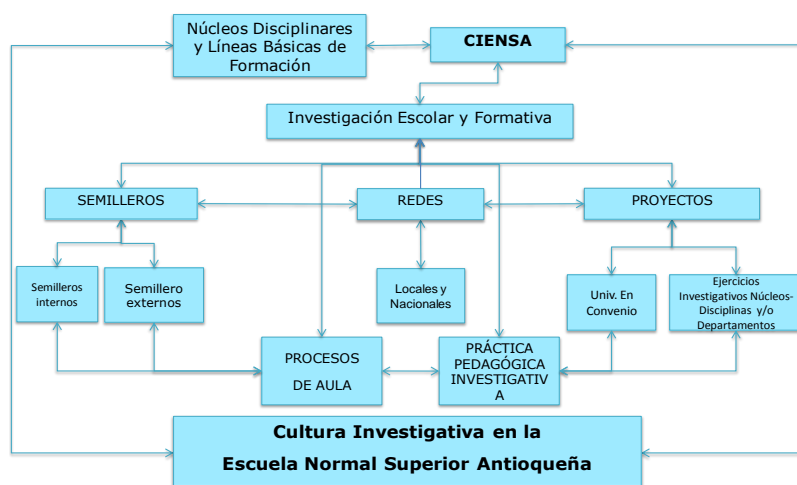 Núcleos Disciplinares
y Líneas Básicas de
Formación
CIENSA
Investigación Escolar y Formativa
SEMILLEROS
REDES
PROYECTOS
Semilleros
internos
Semillero
externos
Locales y
Nacionales
Univ. En
Convenio
Ejercicios
Investigativos Núcleos-
Disciplinas y/o
Departamentos
PROCESOS
DE AULA
PRÁCTICA
PEDAGÓGICA
INVESTIGATIV
A
Cultura Investigativa en la
Escuela Normal Superior Antioqueña